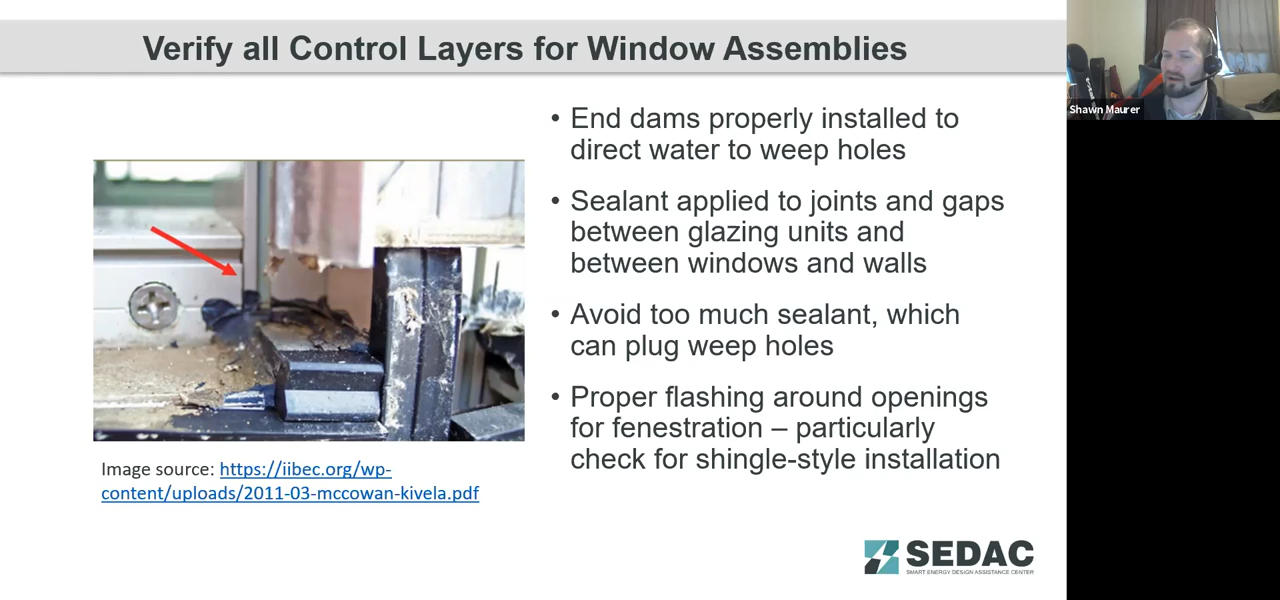 Verify all Control Layers for Window Assemblies
Shawn Maurer
• End dams properly installed to
direct water to weep holes
• Sealant applied to joints and gaps
between glazing units and
between windows and walls
• Avoid too much sealant, which
can plug weep holes
• Proper flashing around openings
for fenestration – particularly
check for shingle-style installation
Image source: https://iibec.org/wp-
content/uploads/2011-03-mccowan-kivela.pdf
SEDAC
SMART ENERGY DESIGN ASSISTANCE CENTER